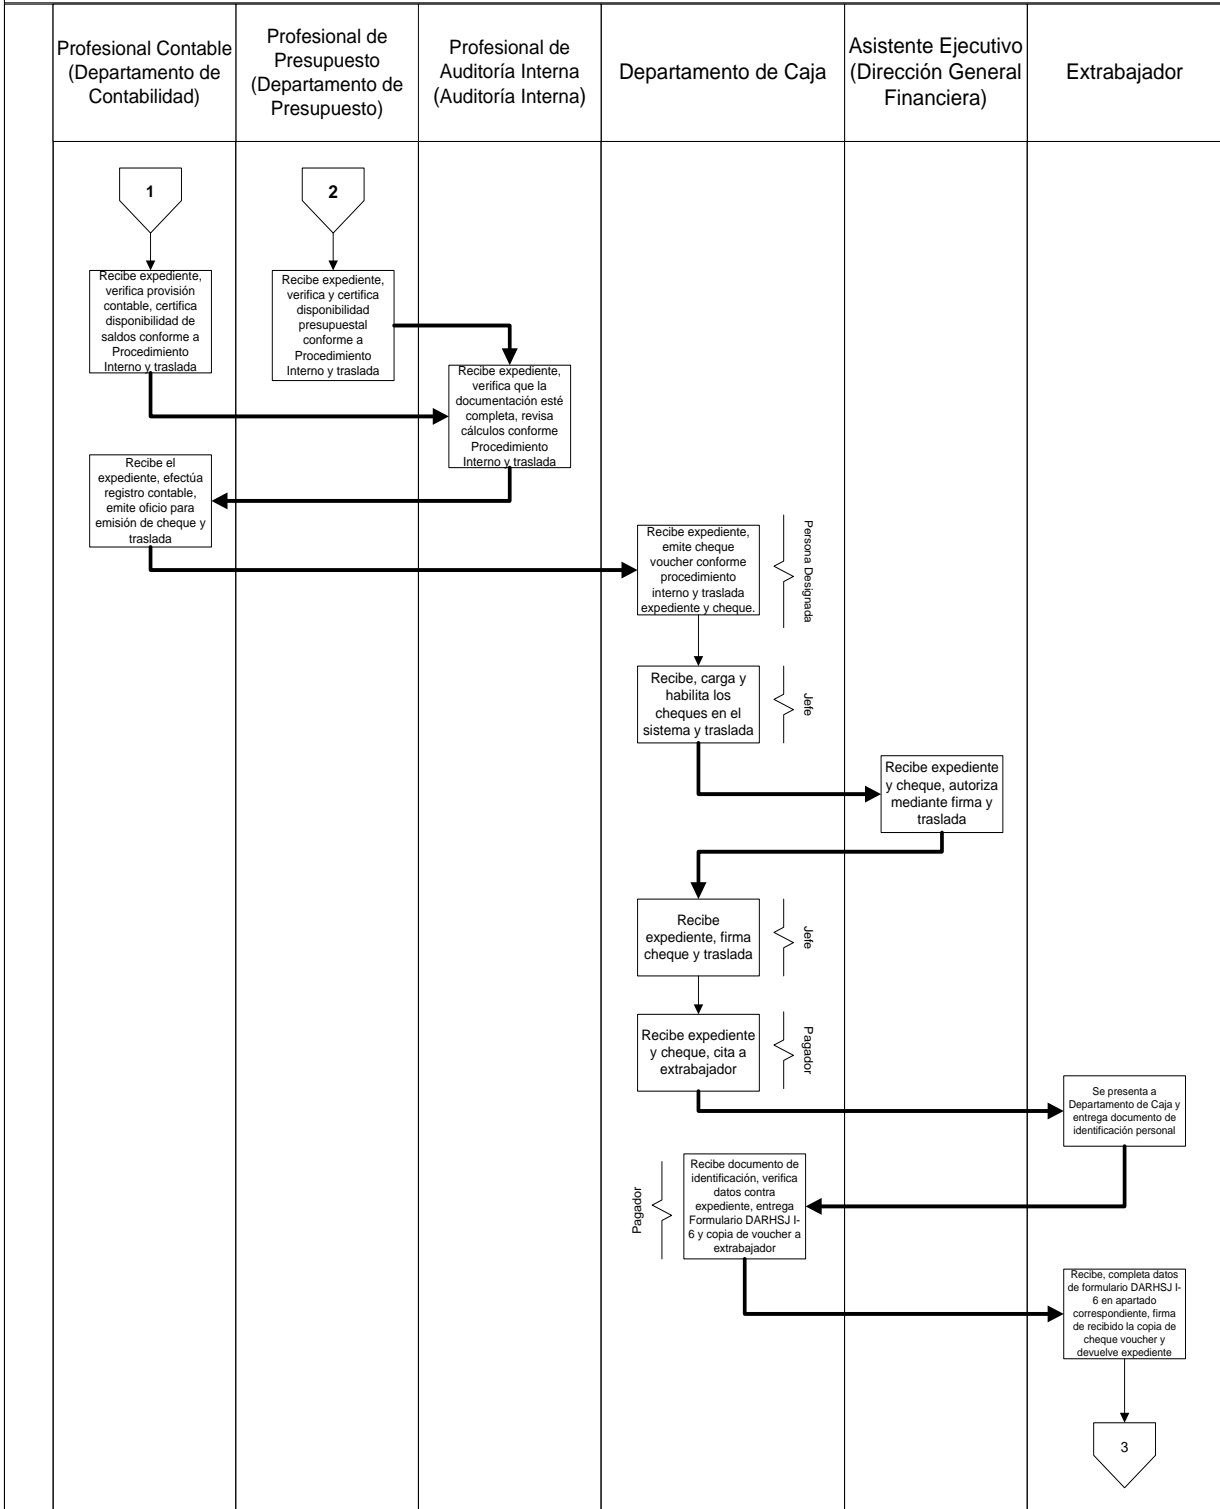 Profesional Contable
(Departamento de
Contabilidad)
Profesional de
Presupuesto
(Departamento de
Presupuesto)
Profesional de
Auditoría Interna
(Auditoría Interna)
Departamento de Caja
Asistente Ejecutivo
(Dirección General
Financiera)
Extrabajador
1
2
Recibe expediente,
verifica provisión
contable, certifica
disponibilidad de
saldos conforme a
Procedimiento
Interno y traslada
Recibe expediente,
verifica y certifica
disponibilidad
presupuestal
conforme a
Procedimiento
Interno y traslada
Recibe expediente,
verifica que la
documentación esté
completa, revisa
cálculos conforme
Procedimiento
Interno y traslada
Recibe el
expediente, efectúa
registro contable,
emite oficio para
emisión de cheque y
traslada
Recibe expediente,
emite cheque
voucher conforme
procedimiento
interno y traslada
expediente y cheque.
Persona Designada
Recibe, carga y
habilita los
cheques en el
sistema y traslada
Jefe
Recibe expediente
y cheque, autoriza
mediante firma y
traslada
Recibe
expediente, firma
cheque y traslada
Jefe
Recibe expediente
y cheque, cita a
extrabajador
Pagador
Se presenta a
Departamento de Caja y
entrega documento de
identificación personal
Pagador
Recibe documento de
identificación, verifica
datos contra
expediente, entrega
Formulario DARHSJ I-
6 y copia de voucher a
extrabajador
Recibe, completa datos
de formulario DARHSJ I-
6 en apartado
correspondiente, firma
de recibido la copia de
cheque voucher y
devuelve expediente
3